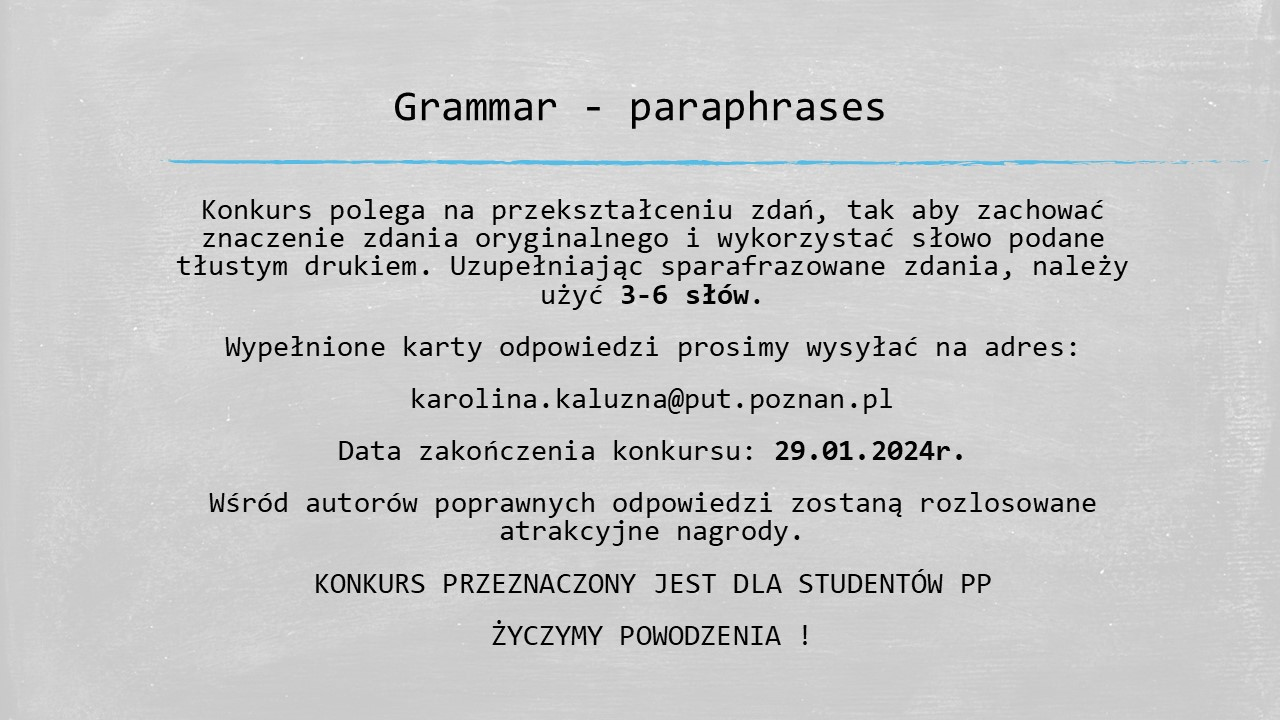 Grammar - paraphrases
Konkurs polega na przekształceniu zdań, tak aby zachować
znaczenie zdania oryginalnego i wykorzystać słowo podane
tłustym drukiem. Uzupełniając sparafrazowane zdania, należy
użyć 3-6 słów.
Wypełnione karty odpowiedzi prosimy wysyłać na adres:
karolina.kaluzna@put.poznan.pl
Data zakończenia konkursu: 29.01.2024r.
Wśród autorów poprawnych odpowiedzi zostaną rozlosowane
atrakcyjne nagrody.
KONKURS PRZEZNACZONY JEST DLA STUDENTÓW PP
ŻYCZYMY POWODZENIA !